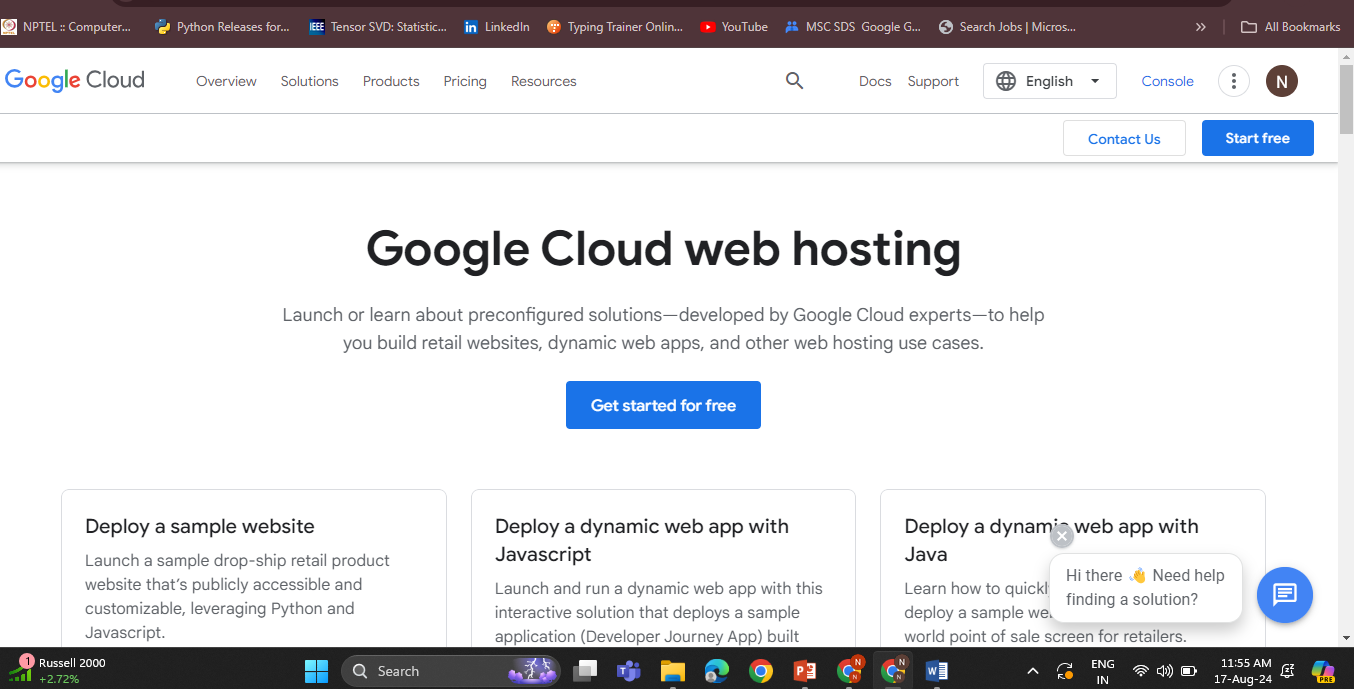 NPTEL :: Computer...
Python Releases for...
IEEE
Tensor SVD: Statistic...
in
LinkedIn
Typing Trainer Onlin...
YouTube
MSC SDS Google G...
Search Jobs | Micros...
»
All Bookmarks
Google Cloud
Overview
Solutions
Products
Pricing
Resources
Docs
Support
English
Console
N
Contact Us
Start free
Google Cloud web hosting
Launch or learn about preconfigured solutions—developed by Google Cloud experts—to help
you build retail websites, dynamic web apps, and other web hosting use cases.
Get started for free
Deploy a sample website
Launch a sample drop-ship retail product
website that's publicly accessible and
customizable, leveraging Python and
Javascript.
Deploy a dynamic web app with
Javascript
Launch and run a dynamic web app with this
interactive solution that deploys a sample
application (Developer Journey App) built
Deploy a dynamic web app with
Java
Learn how to quickl
deploy a sample we
world point of sale screen for retailers.
Hi there 👋 Need help
finding a solution?
1
Russell 2000
+2.72%
Search
N
N
N
N
W
ENG
IN
11:55 AM
17-Aug-24
PRE